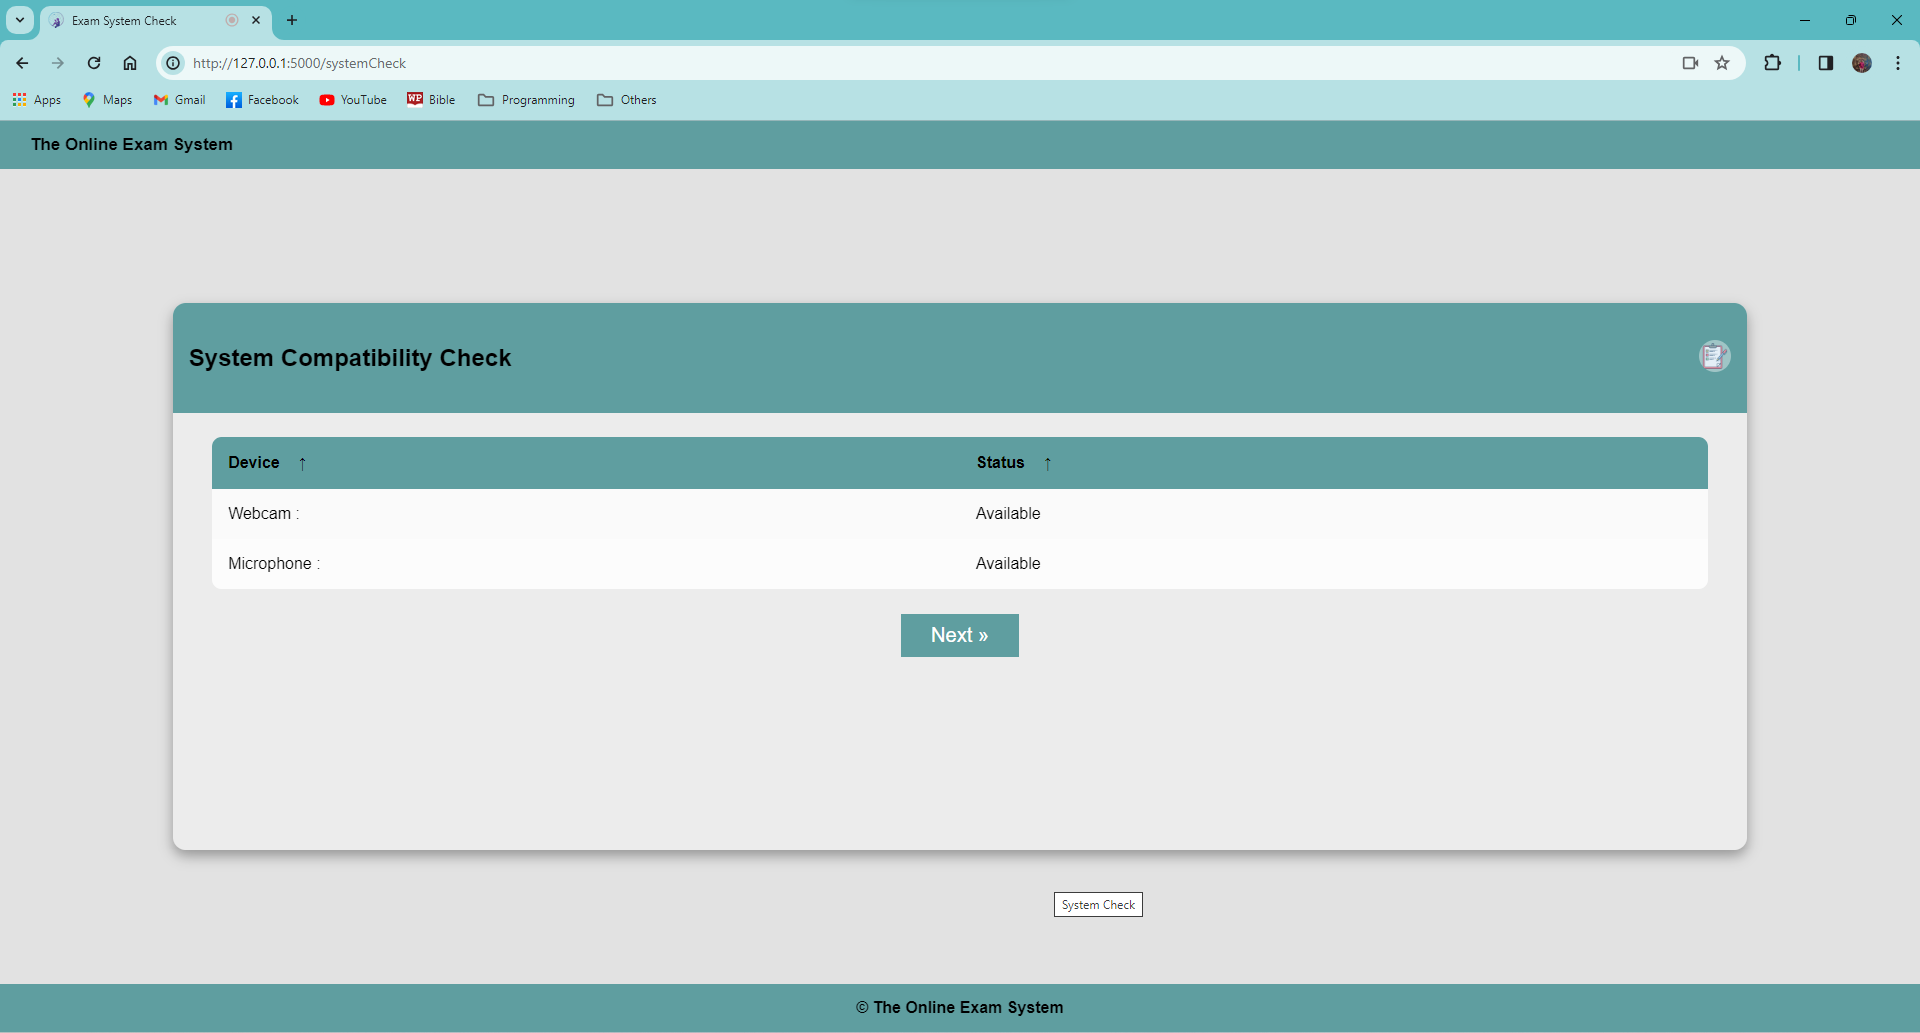 Exam System Check
http://127.0.0.1:5000/systemCheck
Apps Maps Gmail Facebook YouTube WP Bible Programming Others
The Online Exam System
System Compatibility Check
Device ↑ Status ↑
Webcam : Available
Microphone : Available
Next »
System Check
© The Online Exam System